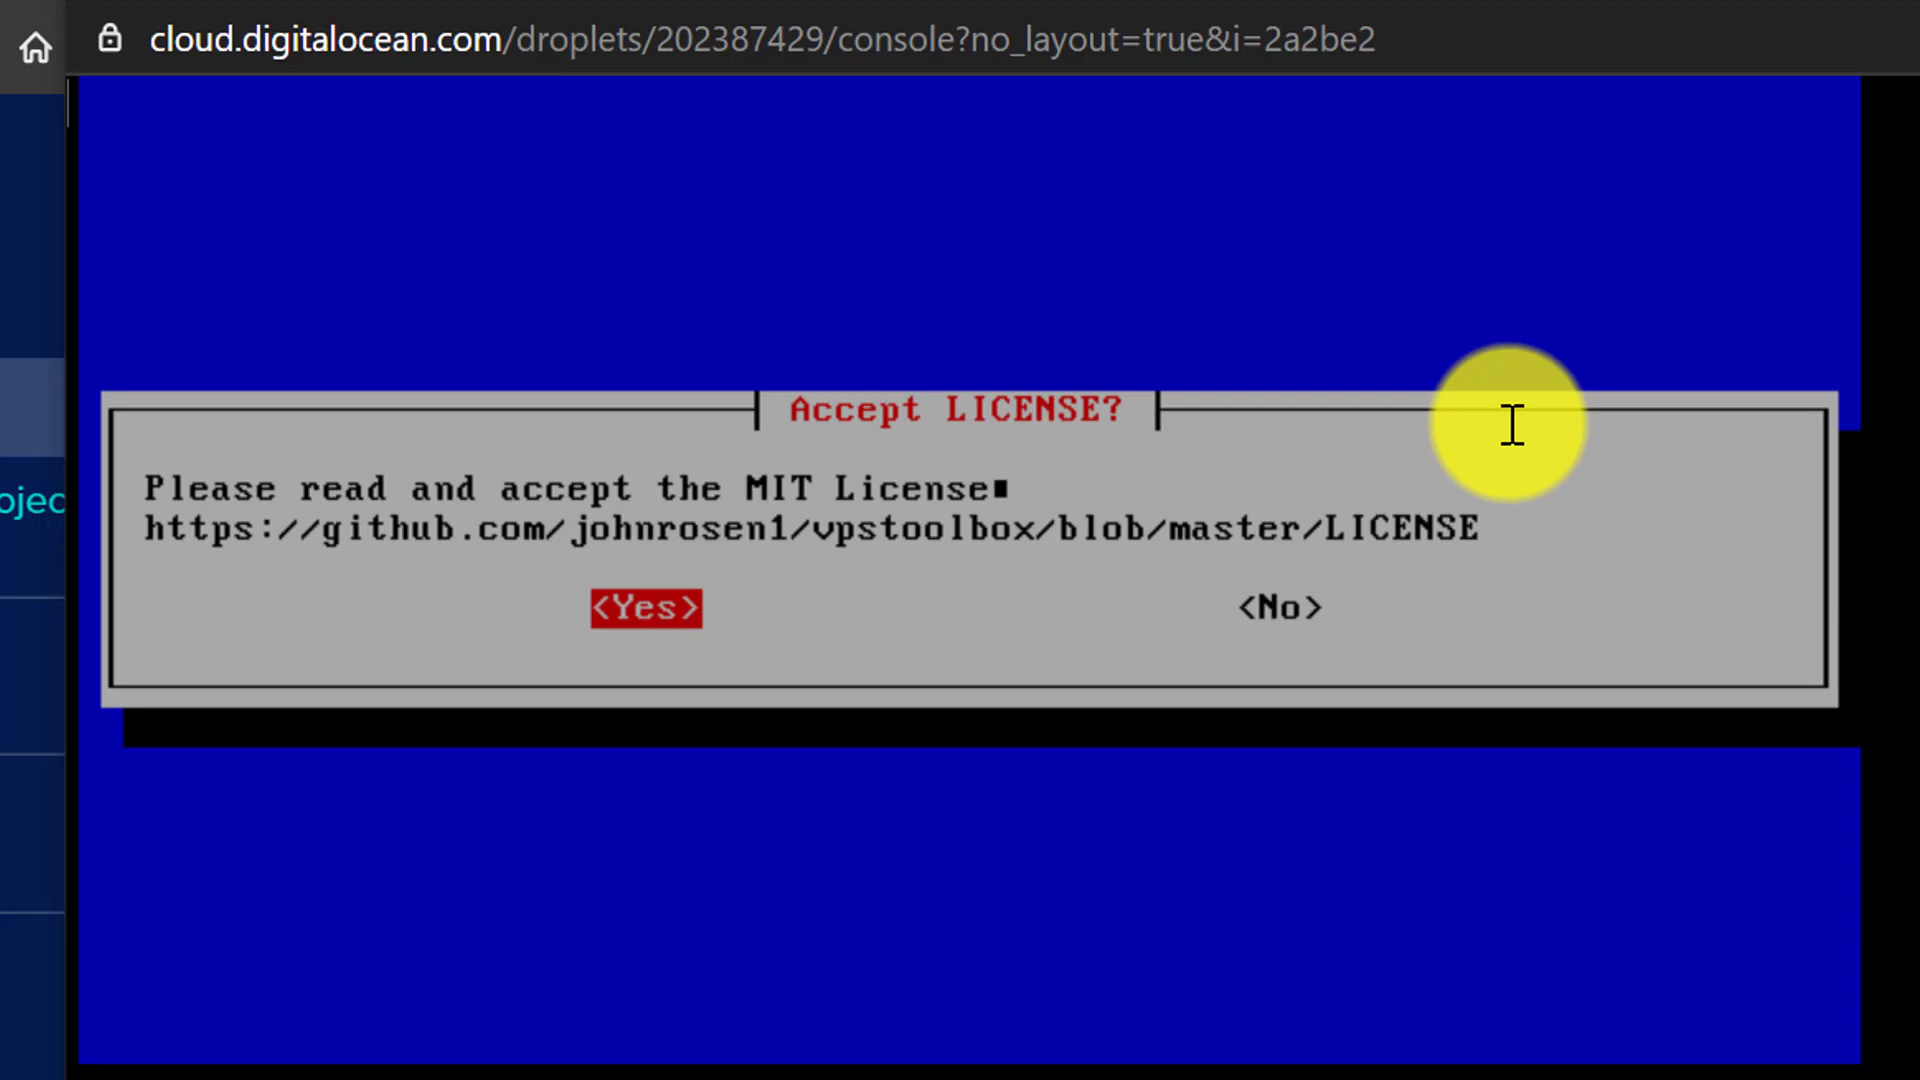 cloud.digitalocean.com/droplets/202387429/console?no_layout=true&i=2a2be2
Accept LICENSE?
ojec
Please read and accept the MIT License■
https://github.com/johnrosen1/vpstoolbox/blob/master/LICENSE
<Yes> <No>